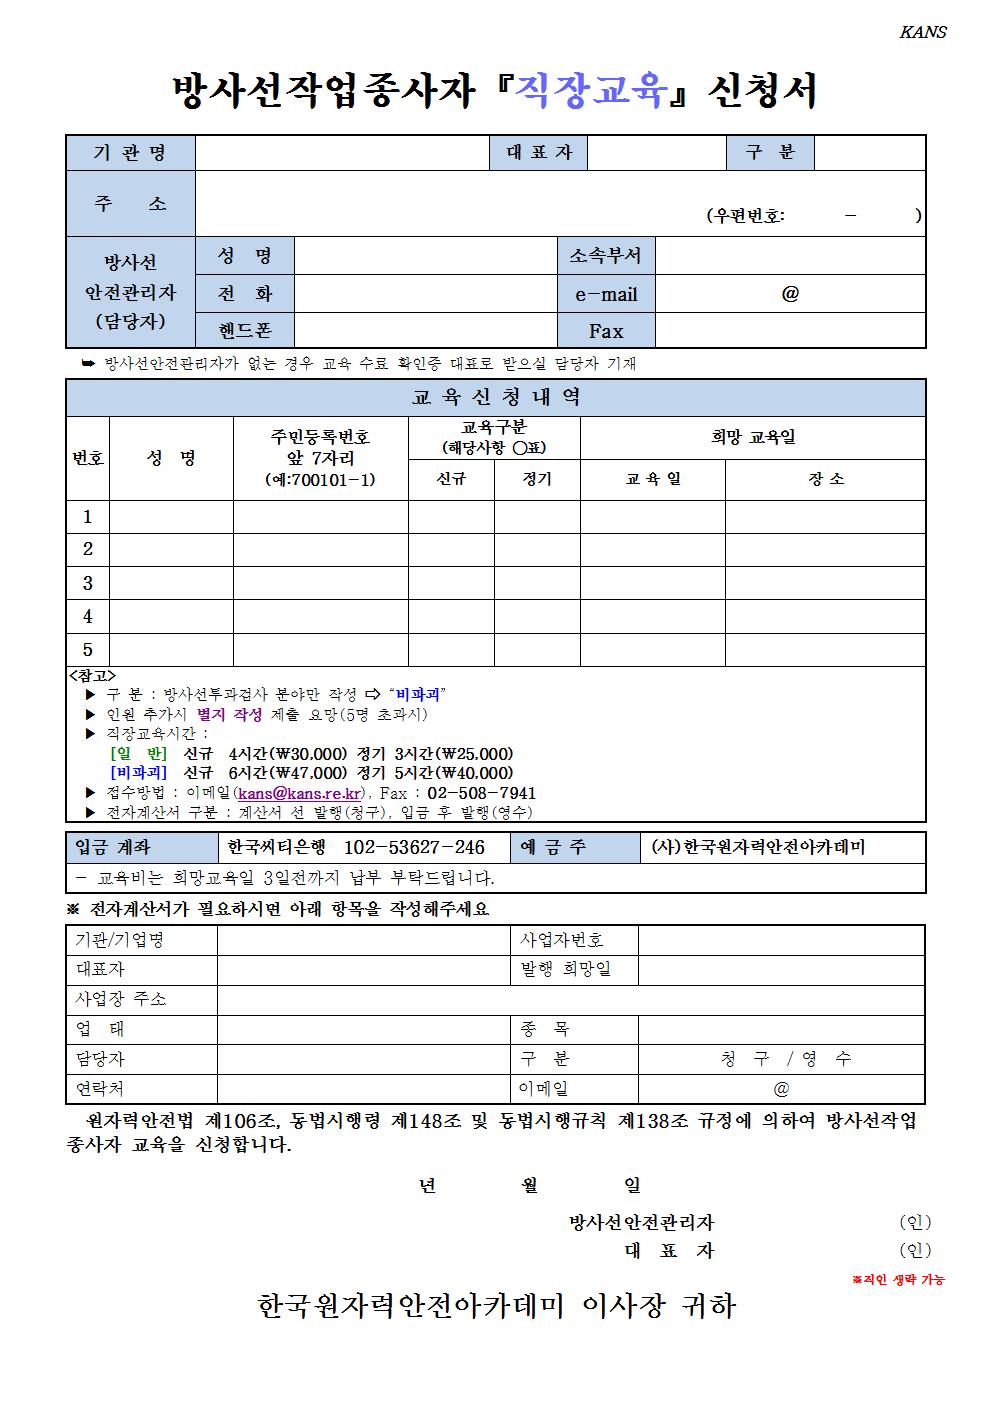 KANS
방사선작업종사자 『직장교육』 신청서
기 관 명 대 표 자 구 분
주 소 (우편번호: - )
방사선 안전관리자 (담당자)
성 명 소속부서
전 화 e-mail @
핸드폰 Fax
➥ 방사선안전관리자가 없는 경우 교육 수료 확인증 대표로 받으실 담당자 기재
교 육 신 청 내 역
번호 성 명 주민등록번호 앞 7자리 (예:700101-1) 교육구분 (해당사항 ○표) 희망 교육일
신규 정기 교 육 일 장 소
1
2
3
4
5
<참고>
▶ 구 분 : 방사선투과검사 분야만 작성 ⇨ “비파괴”
▶ 인원 추가시 별지 작성 제출 요망(5명 초과시)
▶ 직장교육시간 :
[일 반] 신규 4시간(₩30,000) 정기 3시간(₩25,000)
[비파괴] 신규 6시간(₩47,000) 정기 5시간(₩40,000)
▶ 접수방법 : 이메일(kans@kans.re.kr), Fax : 02-508-7941
▶ 전자계산서 구분 : 계산서 선 발행(청구), 입금 후 발행(영수)
입금 계좌 한국씨티은행 102-53627-246 예 금 주 (사)한국원자력안전아카데미
- 교육비는 희망교육일 3일전까지 납부 부탁드립니다.
※ 전자계산서가 필요하시면 아래 항목을 작성해주세요
기관/기업명 사업자번호
대표자 발행 희망일
사업장 주소
업 태 종 목
담당자 구 분 청 구 / 영 수
연락처 이메일 @
원자력안전법 제106조, 동법시행령 제148조 및 동법시행규칙 제138조 규정에 의하여 방사선작업
종사자 교육을 신청합니다.
년 월 일
방사선안전관리자 (인)
대 표 자 (인)
※직인 생략 가능
한국원자력안전아카데미 이사장 귀하